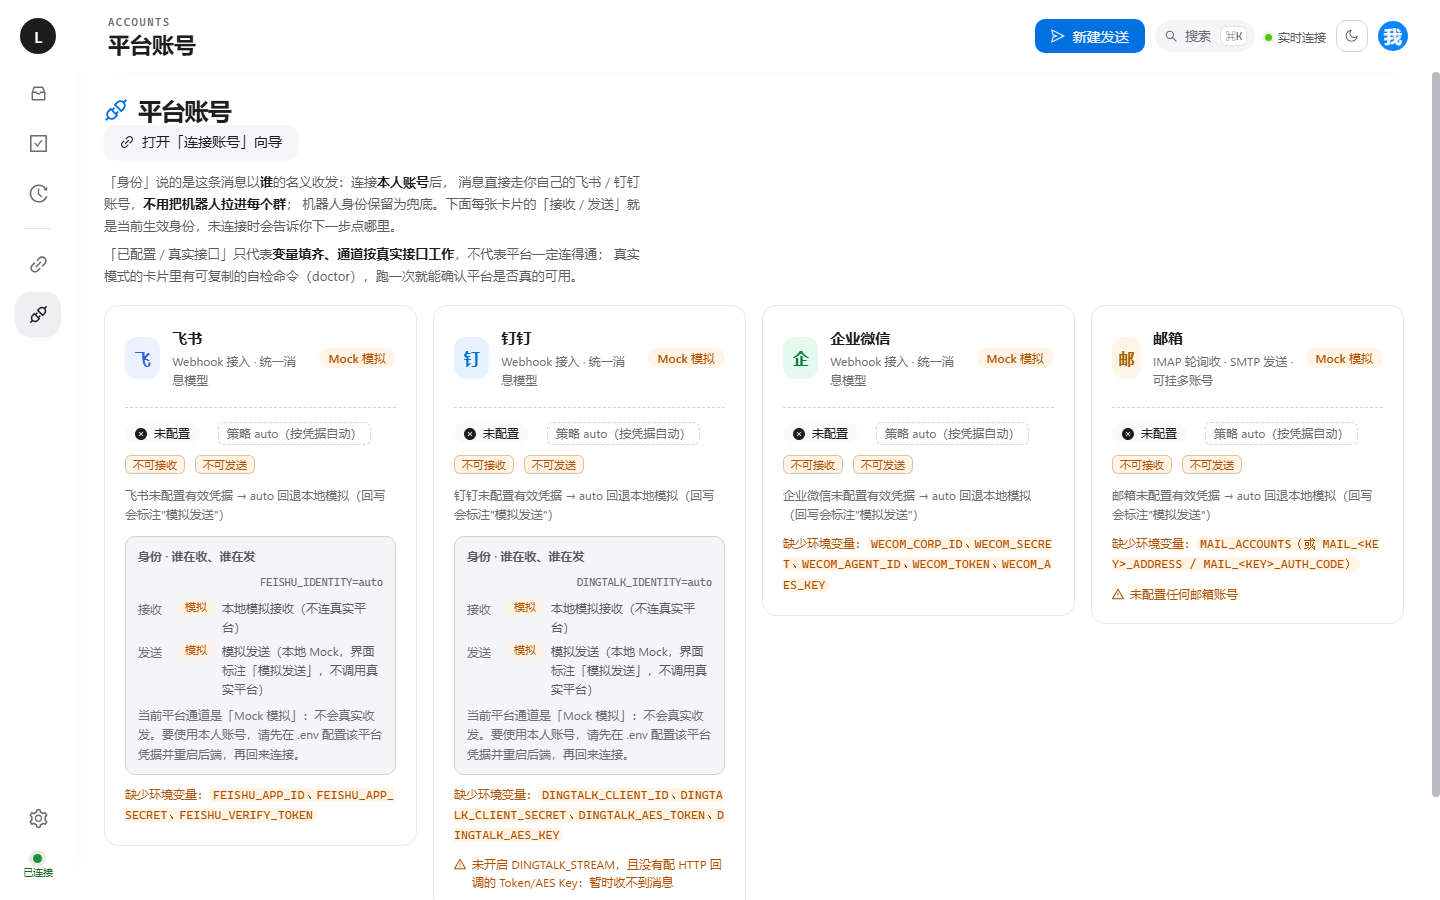 L
ACCOUNTS
平台账号
新建发送
搜索
⌘K
实时连接
我
平台账号
打开「连接账号」向导
「身份」说的是这条消息以谁的名义收发：连接本人账号后， 消息直接走你自己的飞书 / 钉钉
账号，不用把机器人拉进每个群； 机器人身份保留为兜底。下面每张卡片的「接收 / 发送」就
是当前生效身份，未连接时会告诉你下一步点哪里。
「已配置 / 真实接口」只代表变量填齐、通道按真实接口工作，不代表平台一定连得通； 真实
模式的卡片里有可复制的自检命令（doctor），跑一次就能确认平台是否真的可用。
飞
飞书
Webhook 接入 · 统一消
息模型
Mock 模拟
未配置
策略 auto（按凭据自动）
不可接收
不可发送
飞书未配置有效凭据 → auto 回退本地模拟（回写
会标注"模拟发送"）
身份 · 谁在收、谁在发
FEISHU_IDENTITY=auto
接收
模拟
本地模拟接收（不连真实平
台）
发送
模拟
模拟发送（本地 Mock，界面
标注「模拟发送」，不调用真
实平台）
当前平台通道是「Mock 模拟」：不会真实收
发。要使用本人账号，请先在 .env 配置该平台
凭据并重启后端，再回来连接。
缺少环境变量： FEISHU_APP_ID、FEISHU_APP_
SECRET、FEISHU_VERIFY_TOKEN
钉
钉钉
Webhook 接入 · 统一消
息模型
Mock 模拟
未配置
策略 auto（按凭据自动）
不可接收
不可发送
钉钉未配置有效凭据 → auto 回退本地模拟（回写
会标注"模拟发送"）
身份 · 谁在收、谁在发
DINGTALK_IDENTITY=auto
接收
模拟
本地模拟接收（不连真实平
台）
发送
模拟
模拟发送（本地 Mock，界面
标注「模拟发送」，不调用真
实平台）
当前平台通道是「Mock 模拟」：不会真实收
发。要使用本人账号，请先在 .env 配置该平台
凭据并重启后端，再回来连接。
缺少环境变量： DINGTALK_CLIENT_ID、DINGTA
LK_CLIENT_SECRET、DINGTALK_AES_TOKEN、D
INGTALK_AES_KEY
未开启 DINGTALK_STREAM，且没有配 HTTP 回
调的 Token/AES Key：暂时收不到消息
企
企业微信
Webhook 接入 · 统一消
息模型
Mock 模拟
未配置
策略 auto（按凭据自动）
不可接收
不可发送
企业微信未配置有效凭据 → auto 回退本地模拟
（回写会标注"模拟发送"）
缺少环境变量： WECOM_CORP_ID、WECOM_SECRE
T、WECOM_AGENT_ID、WECOM_TOKEN、WECOM_A
ES_KEY
邮
邮箱
IMAP 轮询收 · SMTP 发送 ·
可挂多账号
Mock 模拟
未配置
策略 auto（按凭据自动）
不可接收
不可发送
邮箱未配置有效凭据 → auto 回退本地模拟（回写
会标注"模拟发送"）
缺少环境变量： MAIL_ACCOUNTS（或 MAIL_<KE
Y>_ADDRESS / MAIL_<KEY>_AUTH_CODE）
未配置任何邮箱账号
已连接